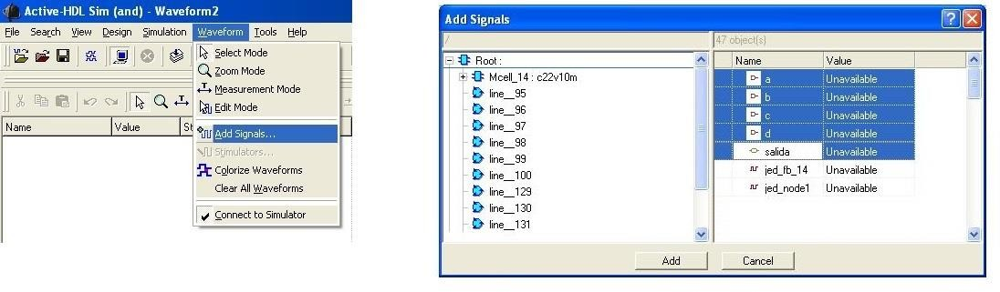 Active-HDL Sim (and) - Waveform2
File Search View Design Simulation Waveform Tools Help
Select Mode
Zoom Mode
Measurement Mode
Edit Mode
Add Signals...
Stimulators...
Colorize Waveforms
Clear All Waveforms
Connect to Simulator
Name Value St
Add Signals
/ 47 object(s)
Root :
Mcell_14 : c22v10m
line__95
line__96
line__97
line__98
line__99
line__100
line__129
line__130
line__131
Name Value
a Unavailable
b Unavailable
c Unavailable
d Unavailable
salida Unavailable
jed_fb_14 Unavailable
jed_node1 Unavailable
Add Cancel